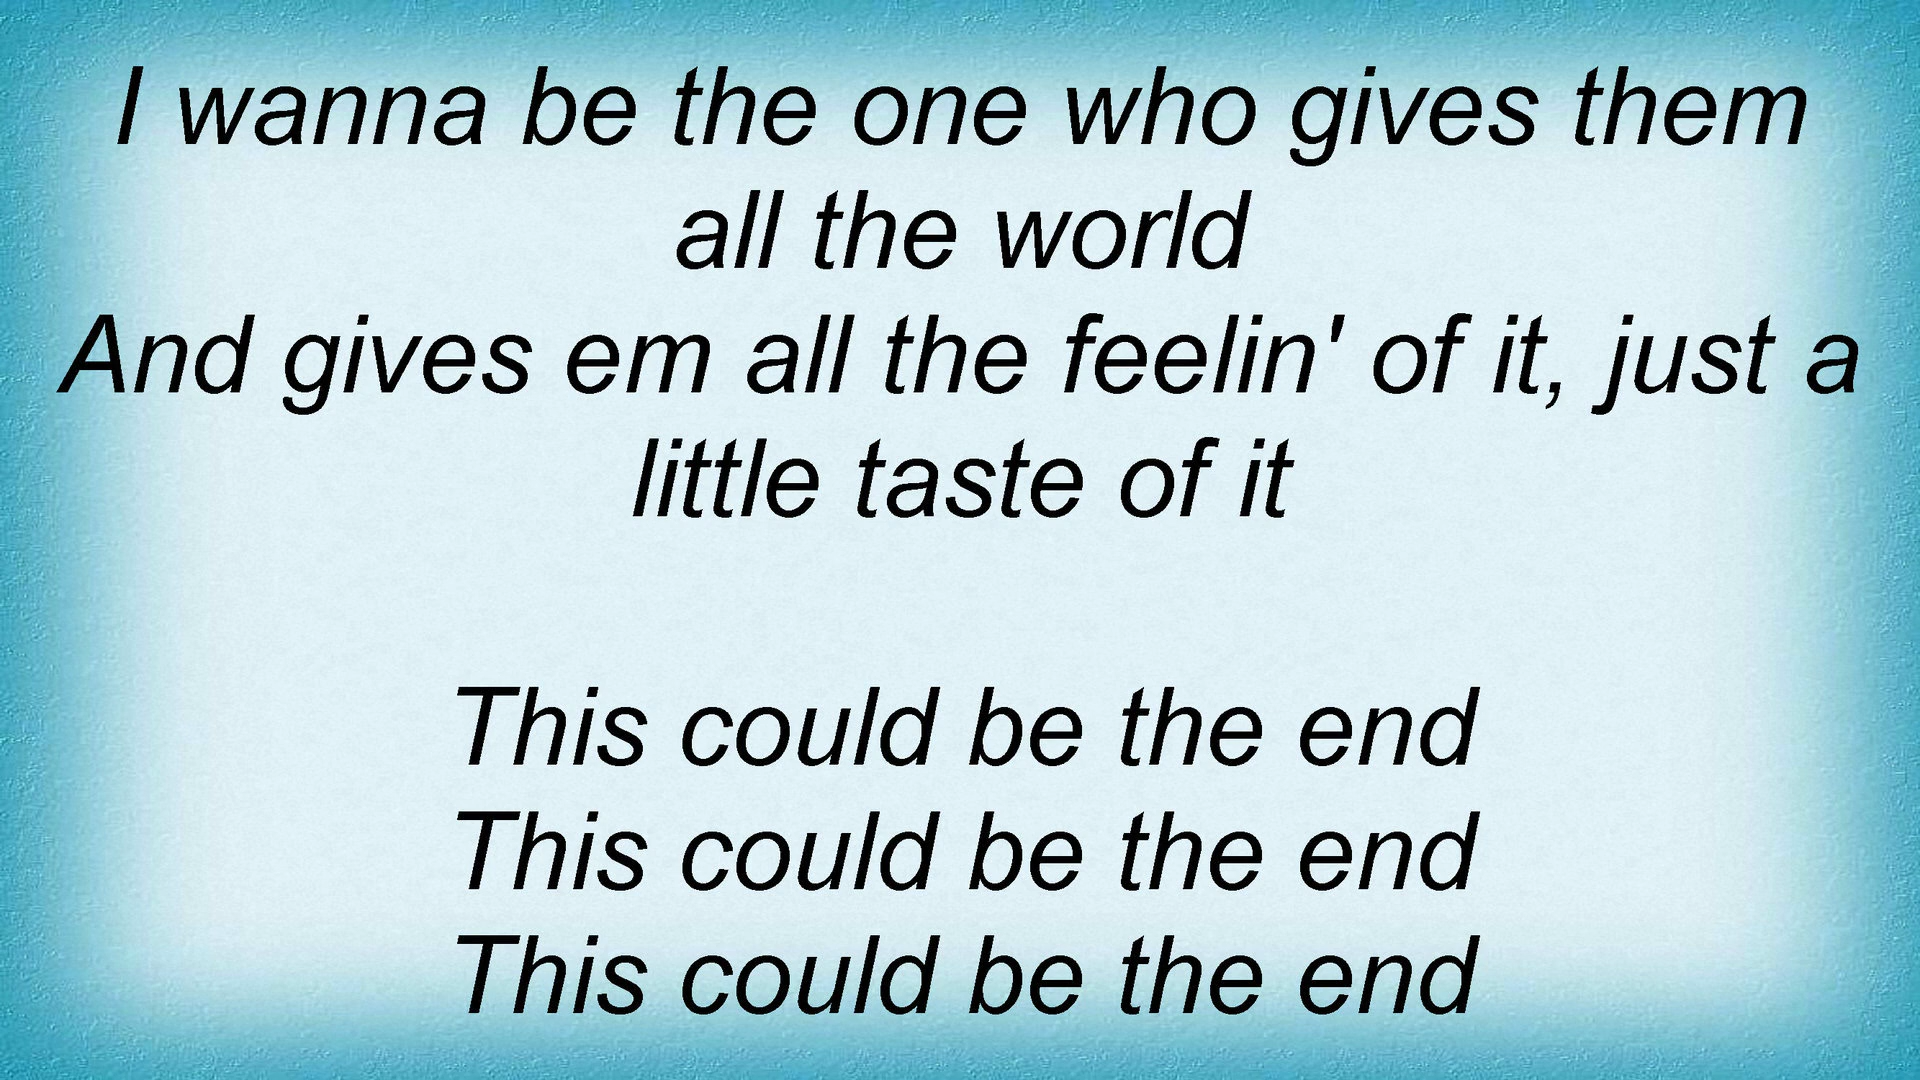 I wanna be the one who gives them
all the world
And gives em all the feelin' of it, just a
little taste of it
This could be the end
This could be the end
This could be the end